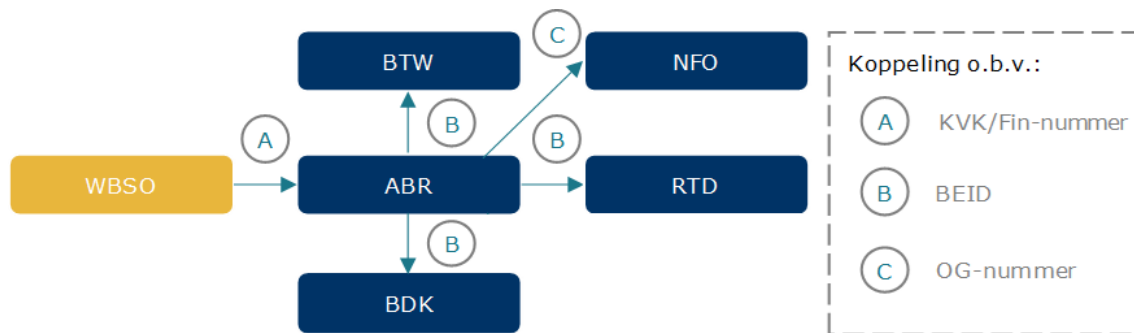 C
BTW
NFO
Koppeling o.b.v.:
B
A
B
A KVK/Fin-nummer
WBSO
ABR
RTD
B BEID
B
C OG-nummer
BDK